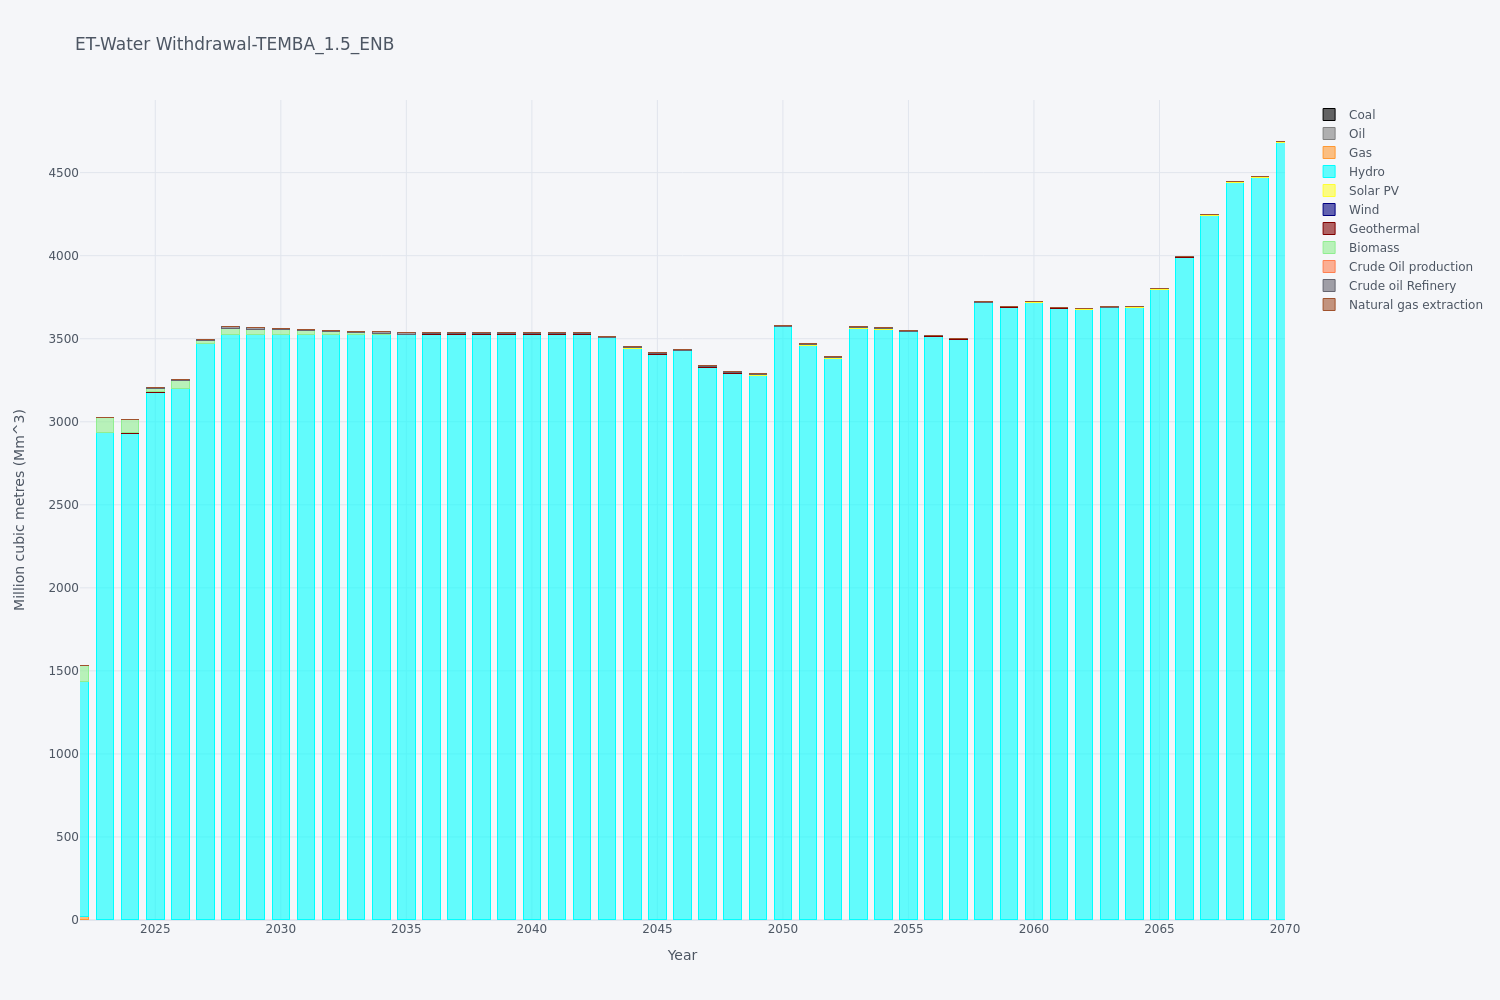 ET-Water Withdrawal-TEMBA_1.5_ENB
Coal
Oil
Gas
Hydro
Solar PV
Wind
Geothermal
Biomass
Crude Oil production
Crude oil Refinery
Natural gas extraction
4500
4000
3500
3000
2500
2000
1500
1000
500
0
Million cubic metres (Mm^3)
2025
2030
2035
2040
2045
2050
2055
2060
2065
2070
Year